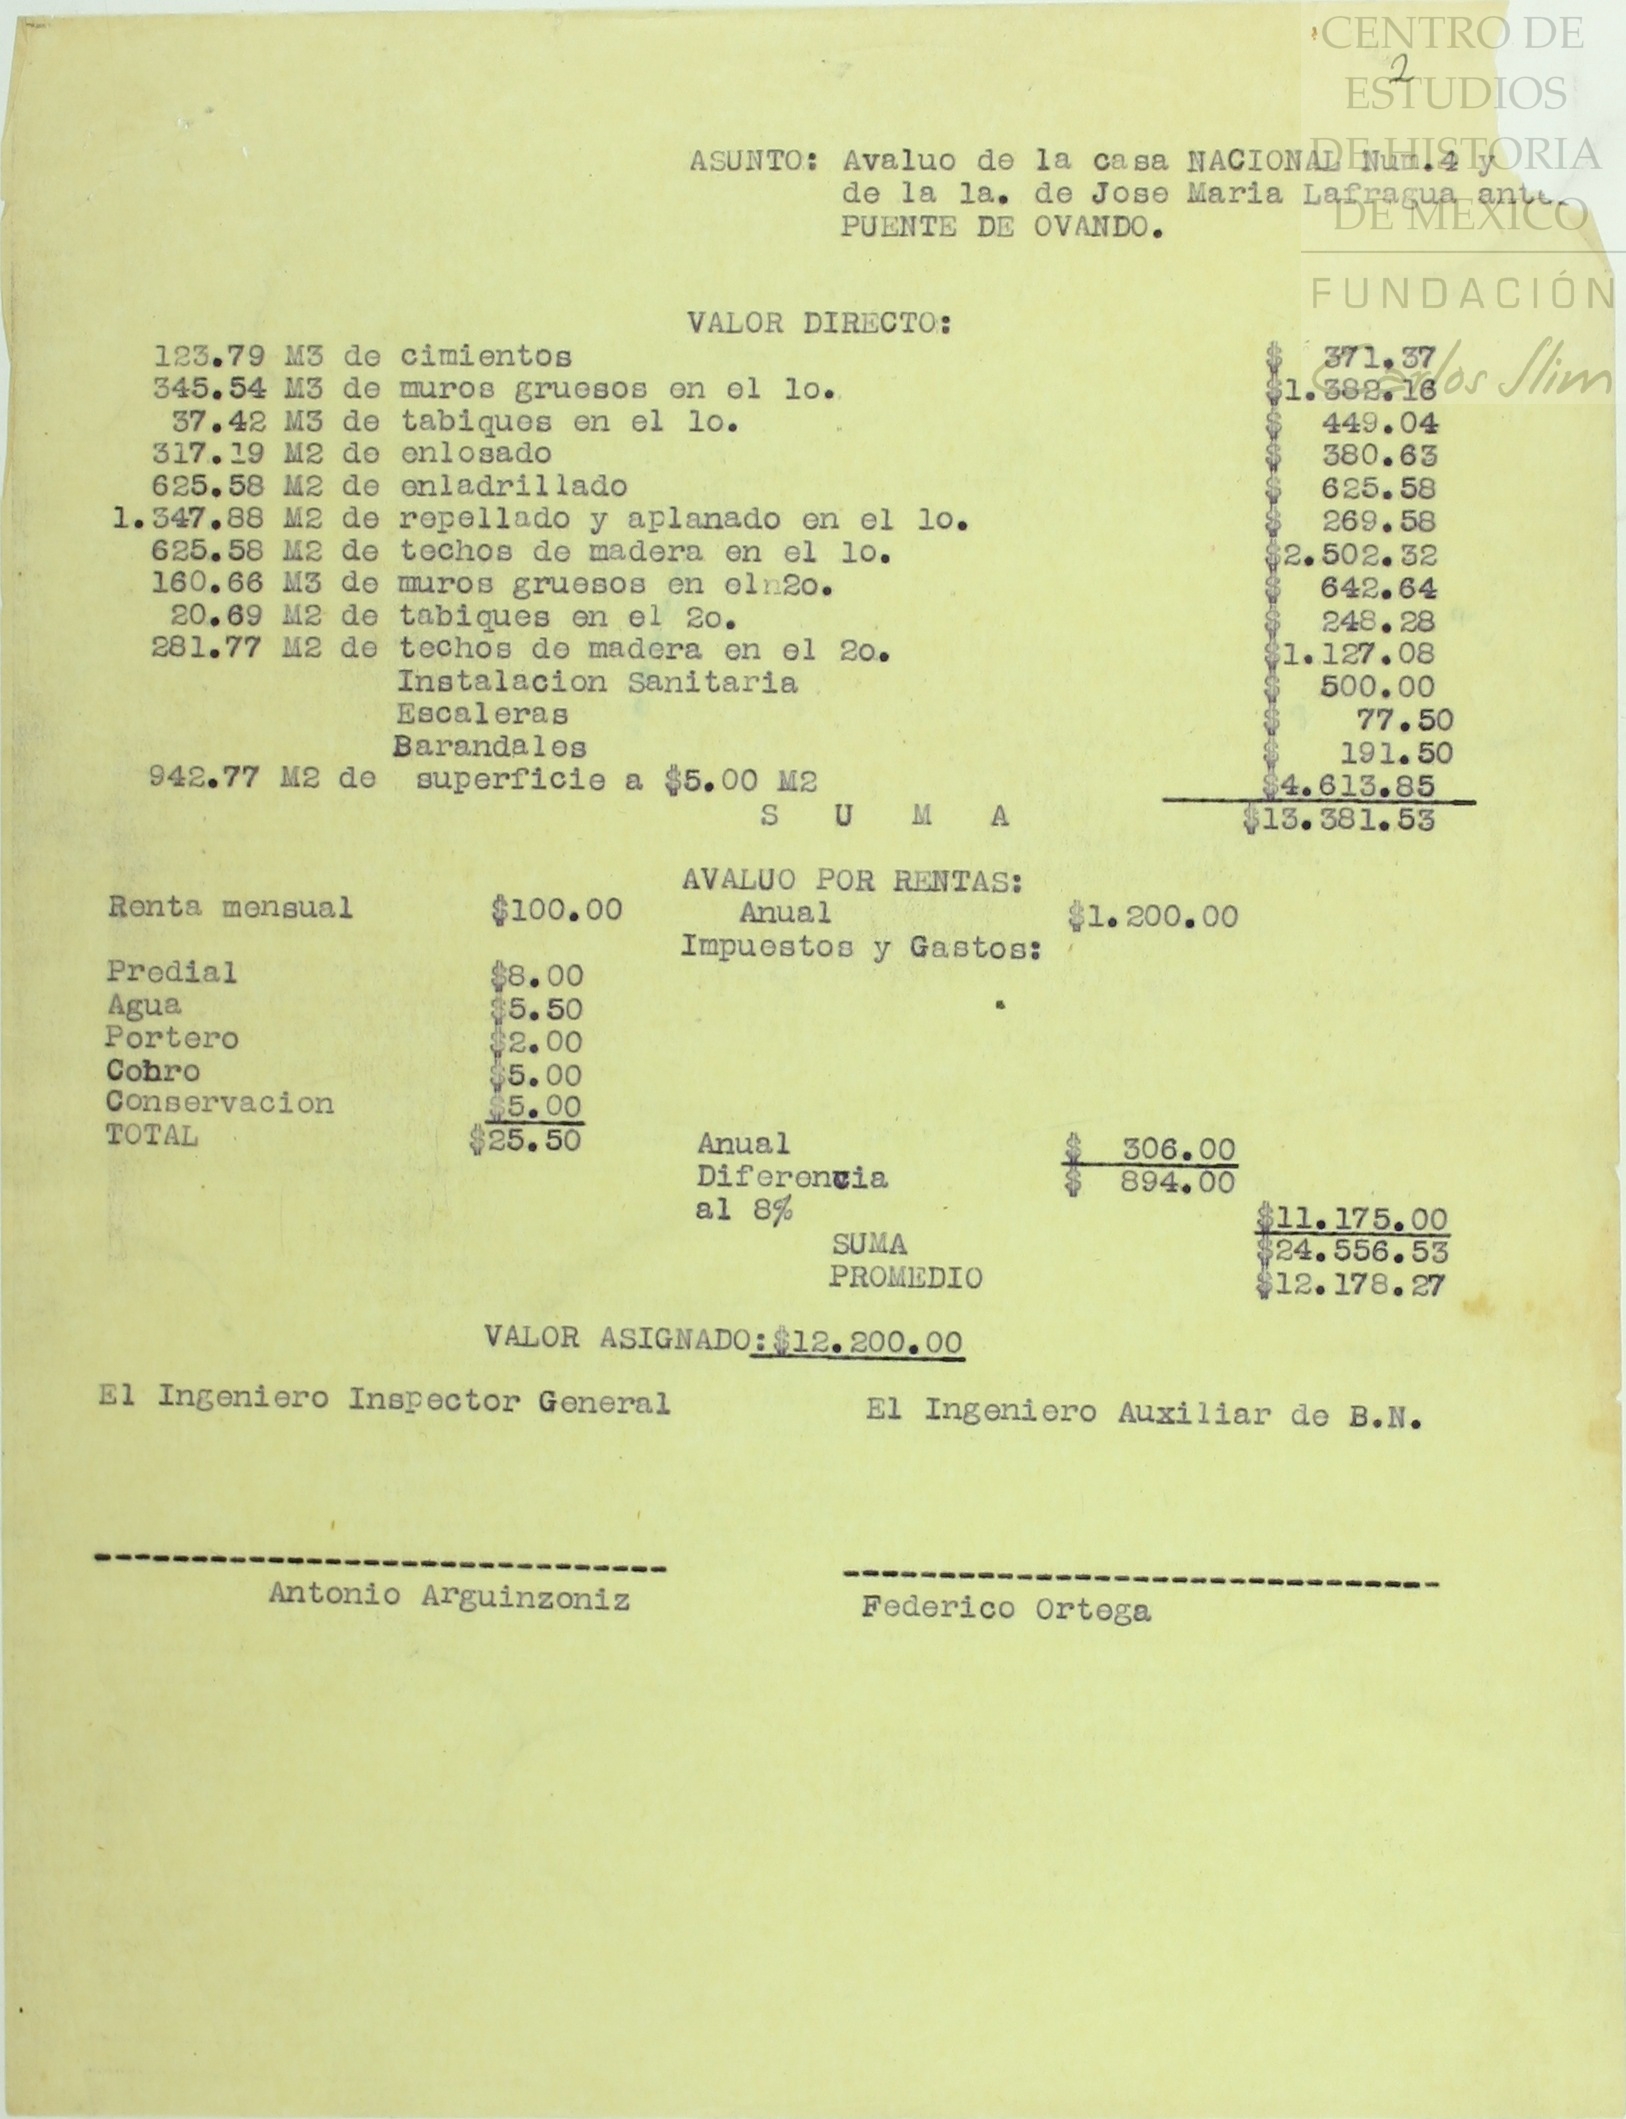 CENTRO DE
2
ESTUDIOS
DE HISTORIA
DE MEXICO
FUNDACIÓN
Carlos Slim
ASUNTO: Avaluo de la casa NACIONAL Num.4 y
de la 1a. de Jose Maria Lafragua ante.
PUENTE DE OVANDO.
VALOR DIRECTO:
123.79 M3 de cimientos $ 371.37
345.54 M3 de muros gruesos en el 1o. $1.382.16
37.42 M3 de tabiques en el 1o. $ 449.04
317.19 M2 de enlosado $ 380.63
625.58 M2 de enladrillado $ 625.58
1.347.88 M2 de repellado y aplanado en el 1o. $ 269.58
625.58 M2 de techos de madera en el 1o. $2.502.32
160.66 M3 de muros gruesos en eln2o. $ 642.64
20.69 M2 de tabiques en el 2o. $ 248.28
281.77 M2 de techos de madera en el 2o. $1.127.08
Instalacion Sanitaria $ 500.00
Escaleras $ 77.50
Barandales $ 191.50
942.77 M2 de superficie a $5.00 M2 $4.613.85
S U M A $13.381.53
AVALUO POR RENTAS:
Renta mensual $100.00 Anual $1.200.00
Impuestos y Gastos:
Predial $8.00
Agua $5.50
Portero $2.00
Cobro $5.00
Conservacion $5.00
TOTAL $25.50 Anual $ 306.00
Diferencia $ 894.00
al 8% $11.175.00
SUMA $24.556.53
PROMEDIO $12.178.27
VALOR ASIGNADO:$12.200.00
El Ingeniero Inspector General El Ingeniero Auxiliar de B.N.
Antonio Arguinzoniz Federico Ortega